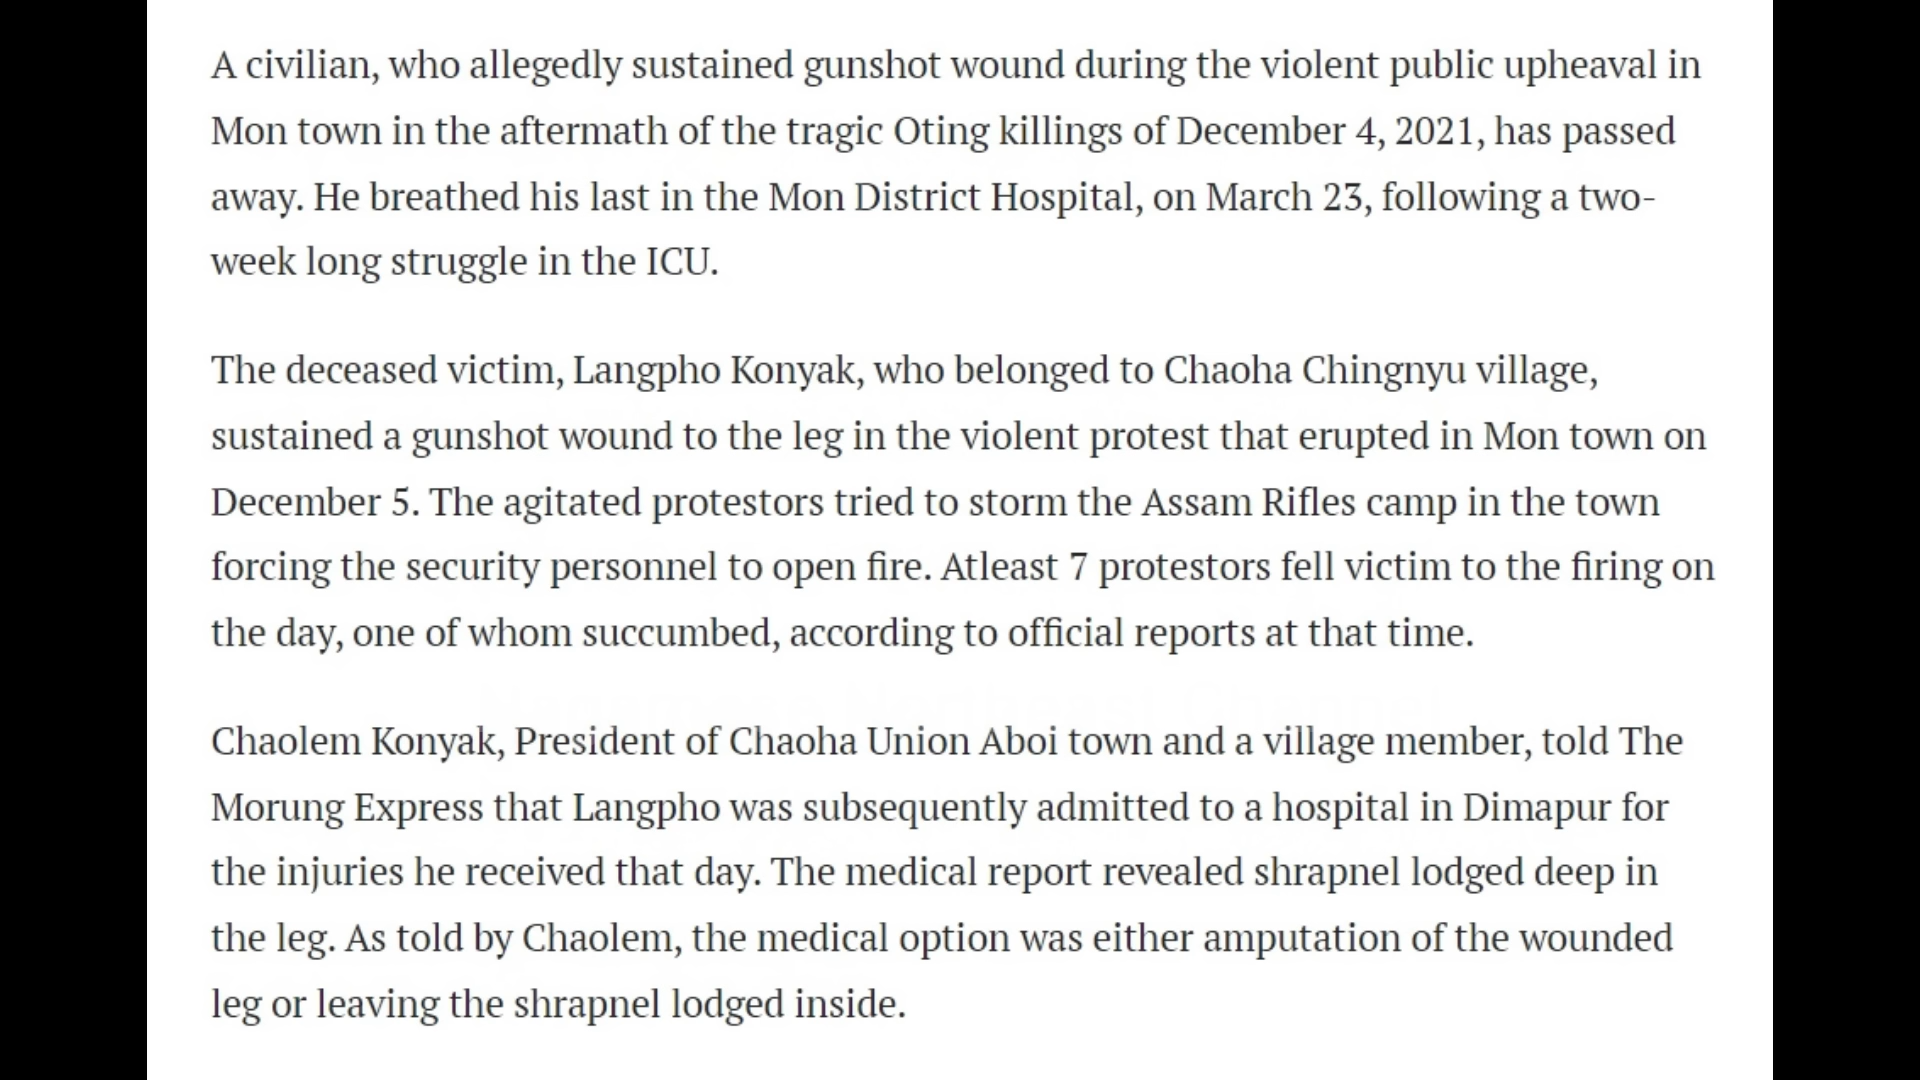 A civilian, who allegedly sustained gunshot wound during the violent public upheaval in
Mon town in the aftermath of the tragic Oting killings of December 4, 2021, has passed
away. He breathed his last in the Mon District Hospital, on March 23, following a two-
week long struggle in the ICU.
The deceased victim, Langpho Konyak, who belonged to Chaoha Chingnyu village,
sustained a gunshot wound to the leg in the violent protest that erupted in Mon town on
December 5. The agitated protestors tried to storm the Assam Rifles camp in the town
forcing the security personnel to open fire. Atleast 7 protestors fell victim to the firing on
the day, one of whom succumbed, according to official reports at that time.
Chaolem Konyak, President of Chaoha Union Aboi town and a village member, told The
Morung Express that Langpho was subsequently admitted to a hospital in Dimapur for
the injuries he received that day. The medical report revealed shrapnel lodged deep in
the leg. As told by Chaolem, the medical option was either amputation of the wounded
leg or leaving the shrapnel lodged inside.